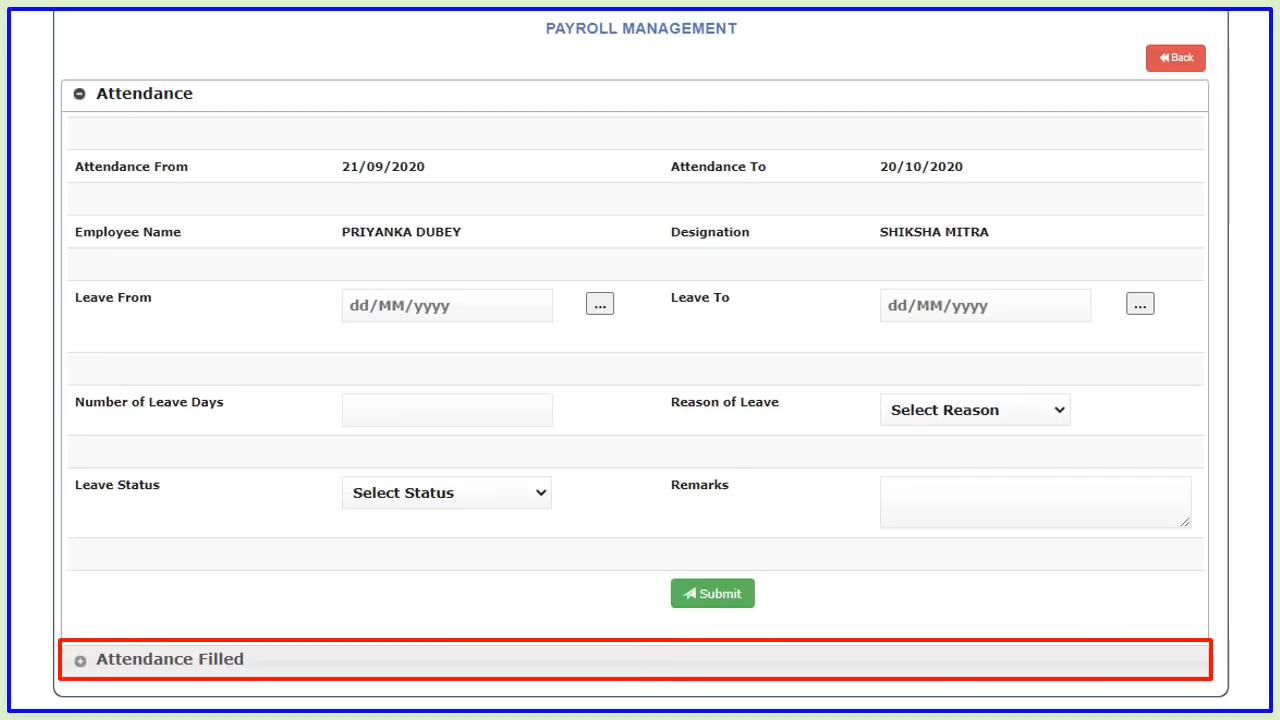 PAYROLL MANAGEMENT
Back
Attendance
Attendance From 21/09/2020 Attendance To 20/10/2020
Employee Name PRIYANKA DUBEY Designation SHIKSHA MITRA
Leave From dd/MM/yyyy ... Leave To dd/MM/yyyy ...
Number of Leave Days Reason of Leave Select Reason
Leave Status Select Status Remarks
Submit
Attendance Filled